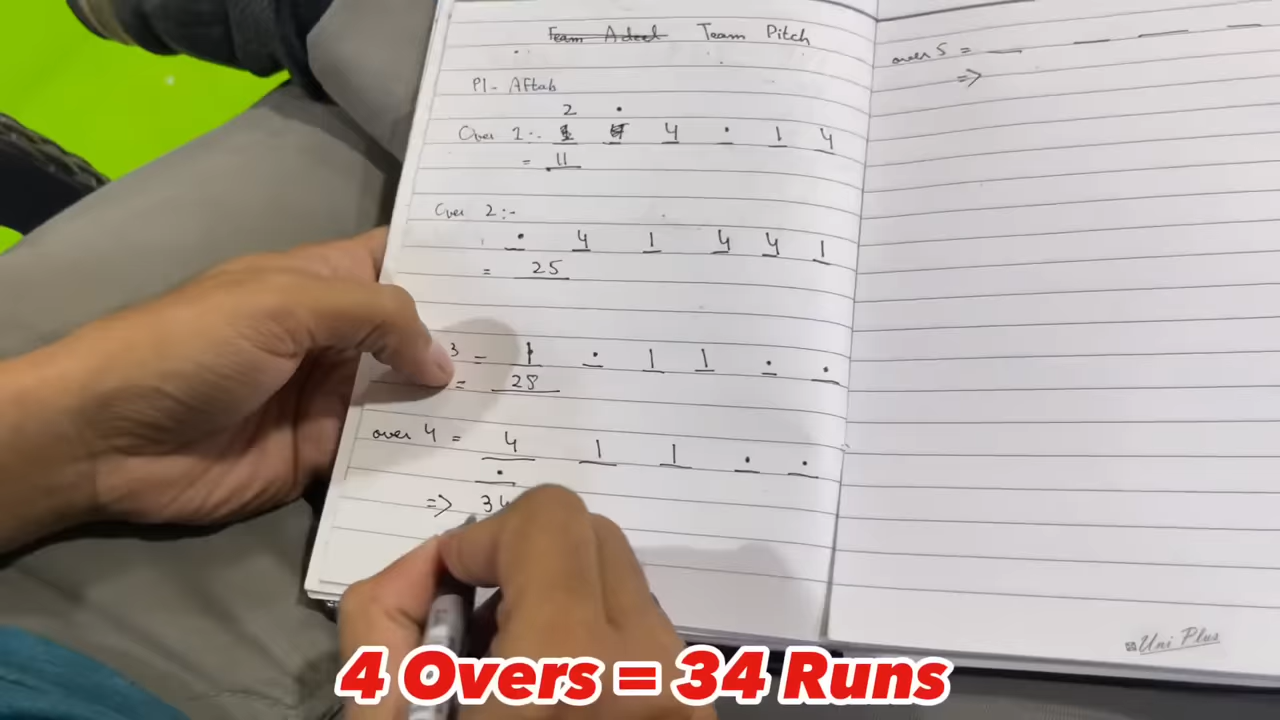 Team Adeel Team Pitch
P1- Aftab
2 •
Over 1:- 4 • 1 4
= 11
Over 2:-
• 4 1 4 4 1
= 25
3 = 1 • 1 1 • •
= 28
over 4 = 4 1 1 • •
•
=> 34
over 5 =
=>
Uni Plus
4 Overs = 34 Runs